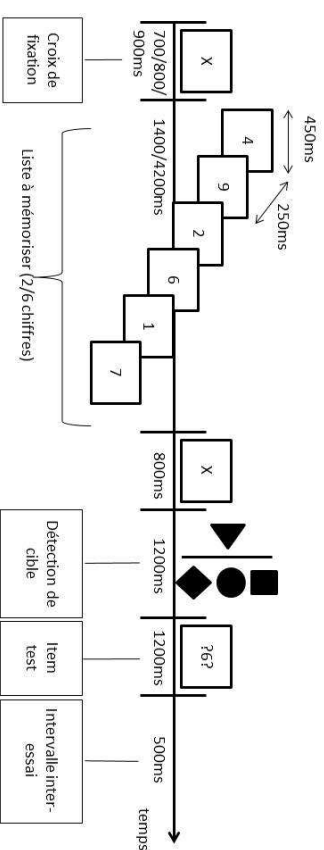 450ms
250ms
X
4
9
2
6
1
7
X
?6?
700/800/
900ms
1400/4200ms
800ms
1200ms
1200ms
500ms
temps
Croix de
fixation
Liste à mémoriser (2/6 chiffres)
Détection de
cible
Item
test
Intervalle inter-
essai